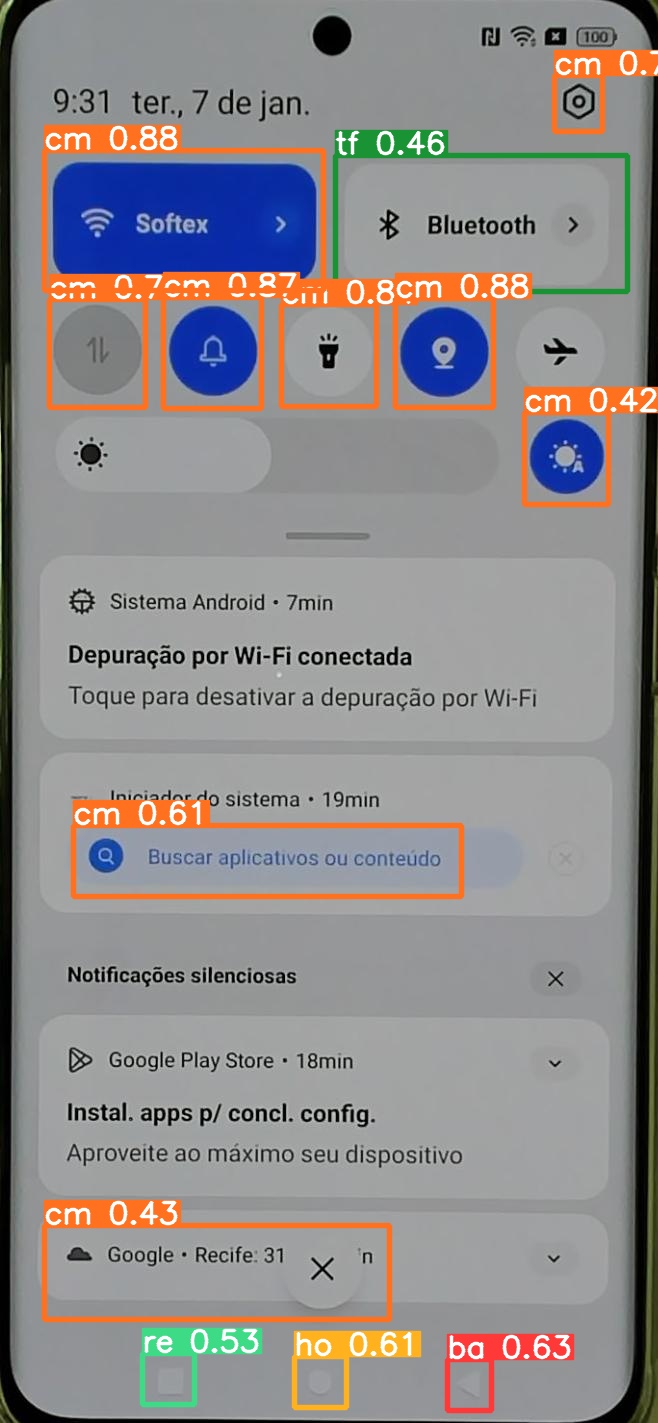 100
cm 0.7
9:31 ter., 7 de jan.
cm 0.88
tf 0.46
Softex
Bluetooth
cm 0.7
cm 0.87
cm 0.8
cm 0.88
cm 0.42
A
Sistema Android • 7min
Depuração por Wi-Fi conectada
Toque para desativar a depuração por Wi-Fi
Iniciador do sistema • 19min
cm 0.61
Buscar aplicativos ou conteúdo
Notificações silenciosas
Google Play Store • 18min
Instal. apps p/ concl. config.
Aproveite ao máximo seu dispositivo
cm 0.43
Google • Recife: 31
re 0.53
ho 0.61
ba 0.63